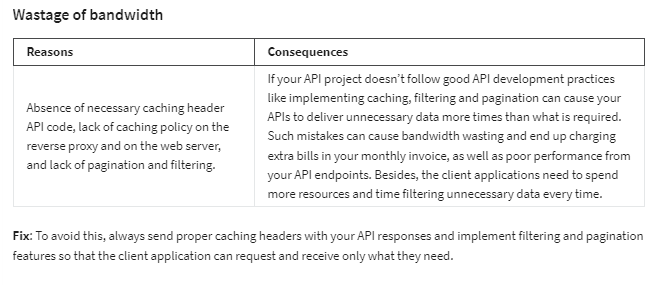 Wastage of bandwidth
Reasons
Consequences
Absence of necessary caching header
API code, lack of caching policy on the
reverse proxy and on the web server,
and lack of pagination and filtering.
If your API project doesn't follow good API development practices
like implementing caching, filtering and pagination can cause your
APIs to deliver unnecessary data more times than what is required.
Such mistakes can cause bandwidth wasting and end up charging
extra bills in your monthly invoice, as well as poor performance from
your API endpoints. Besides, the client applications need to spend
more resources and time filtering unnecessary data every time.
Fix: To avoid this, always send proper caching headers with your API responses and implement filtering and pagination
features so that the client application can request and receive only what they need.